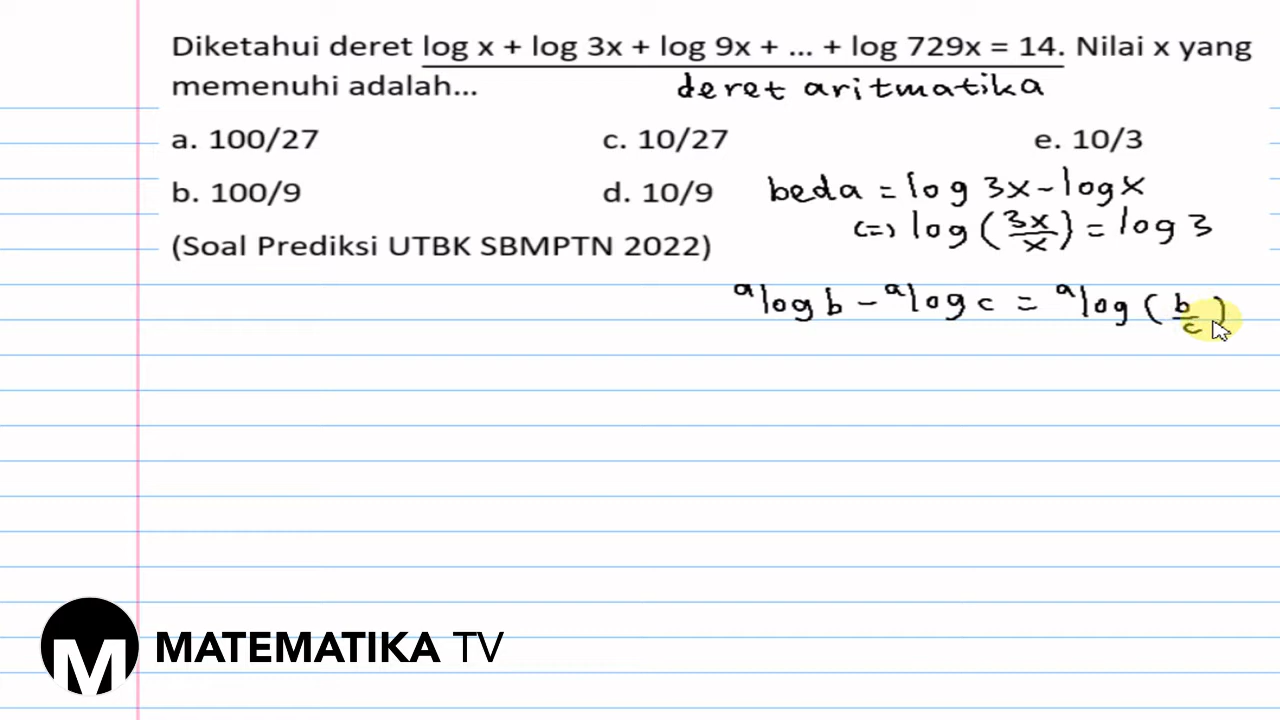 Diketahui deret log x + log 3x + log 9x + ... + log 729x = 14. Nilai x yang
memenuhi adalah...
deret aritmatika
a. 100/27
c. 10/27
e. 10/3
b. 100/9
d. 10/9
beda = log 3x - log x
(=) log (3x/x) = log 3
(Soal Prediksi UTBK SBMPTN 2022)
ᵃlog b - ᵃlog c = ᵃlog (b/c)
M MATEMATIKA TV